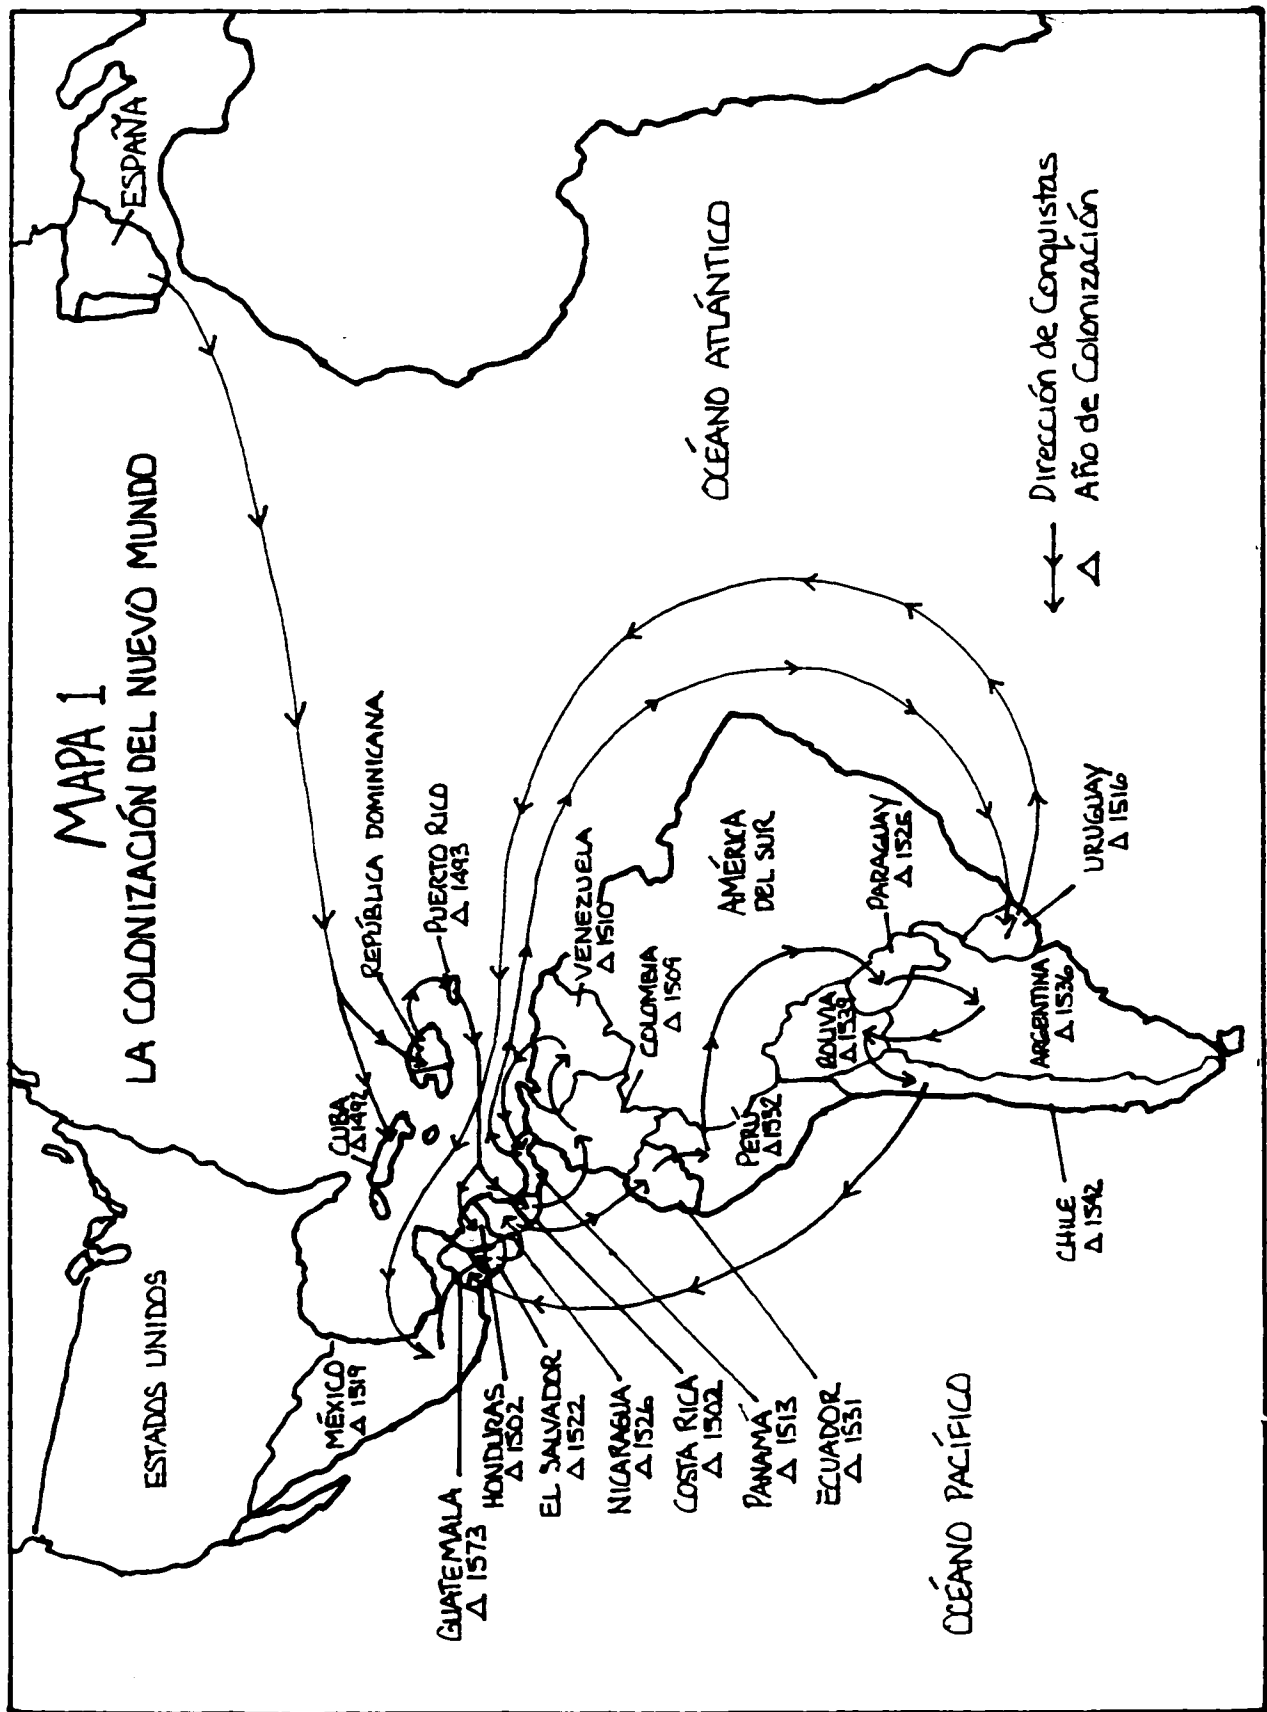 MAPA 1
LA COLONIZACIÓN DEL NUEVO MUNDO
ESPAÑA
ESTADOS UNIDOS
MÉXICO
△ 1519
CUBA
△ 1492
REPÚBLICA DOMINICANA
PUERTO RICO
△ 1493
GUATEMALA
△ 1573
HONDURAS
△ 1502
EL SALVADOR
△ 1522
NICARAGUA
△ 1526
COSTA RICA
△ 1502
PANAMÁ
△ 1513
ECUADOR
△ 1531
VENEZUELA
△ 1510
COLOMBIA
△ 1509
AMÉRICA
DEL SUR
PERÚ
△ 1532
BOLIVIA
△ 1539
PARAGUAY
△ 1525
ARGENTINA
△ 1536
URUGUAY
△ 1516
CHILE
△ 1542
OCÉANO ATLÁNTICO
OCÉANO PACÍFICO
Dirección de Conquistas
△ Año de Colonización